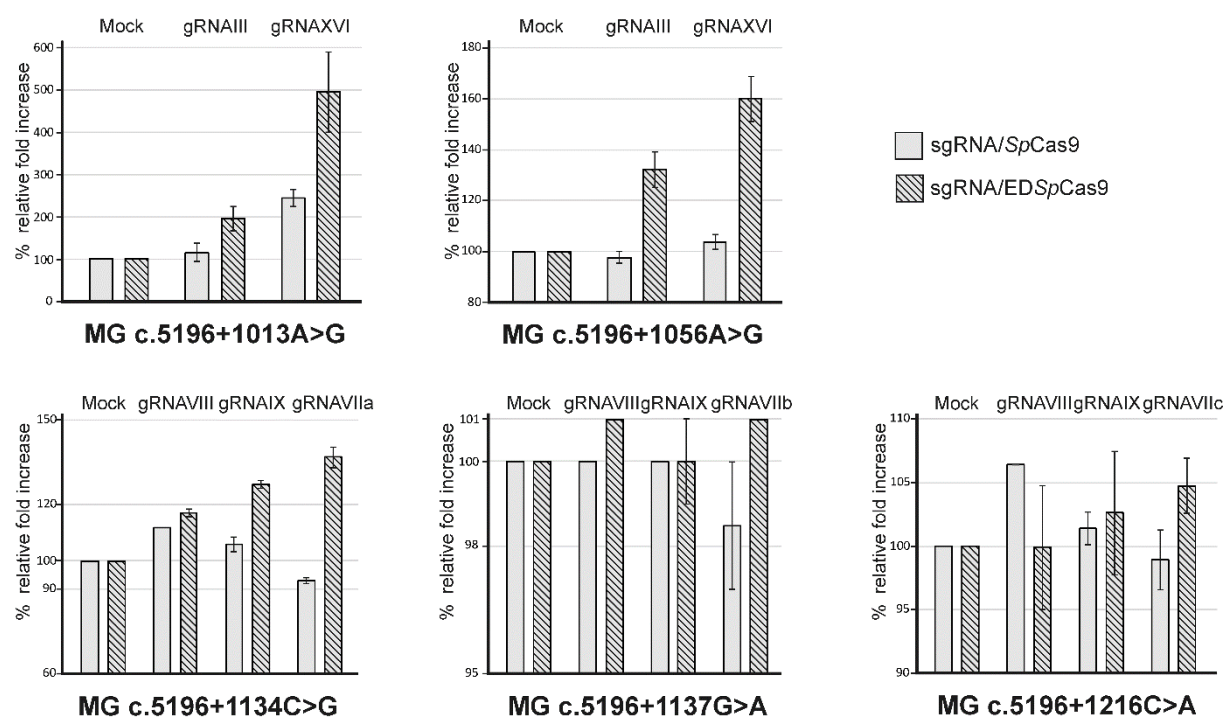 Mock gRNAIII gRNAXVI
% relative fold increase
600
500
400
300
200
100
0
MG c.5196+1013A>G
Mock gRNAIII gRNAXVI
% relative fold increase
180
160
140
120
100
80
MG c.5196+1056A>G
sgRNA/SpCas9
sgRNA/EDSpCas9
Mock gRNAVIII gRNAIX gRNAVIIa
% relative fold increase
150
120
100
90
60
MG c.5196+1134C>G
Mock gRNAVIII gRNAIX gRNAVIIb
% relative fold increase
101
100
98
95
MG c.5196+1137G>A
Mock gRNAVIII gRNAIX gRNAVIIc
% relative fold increase
110
105
100
95
90
MG c.5196+1216C>A